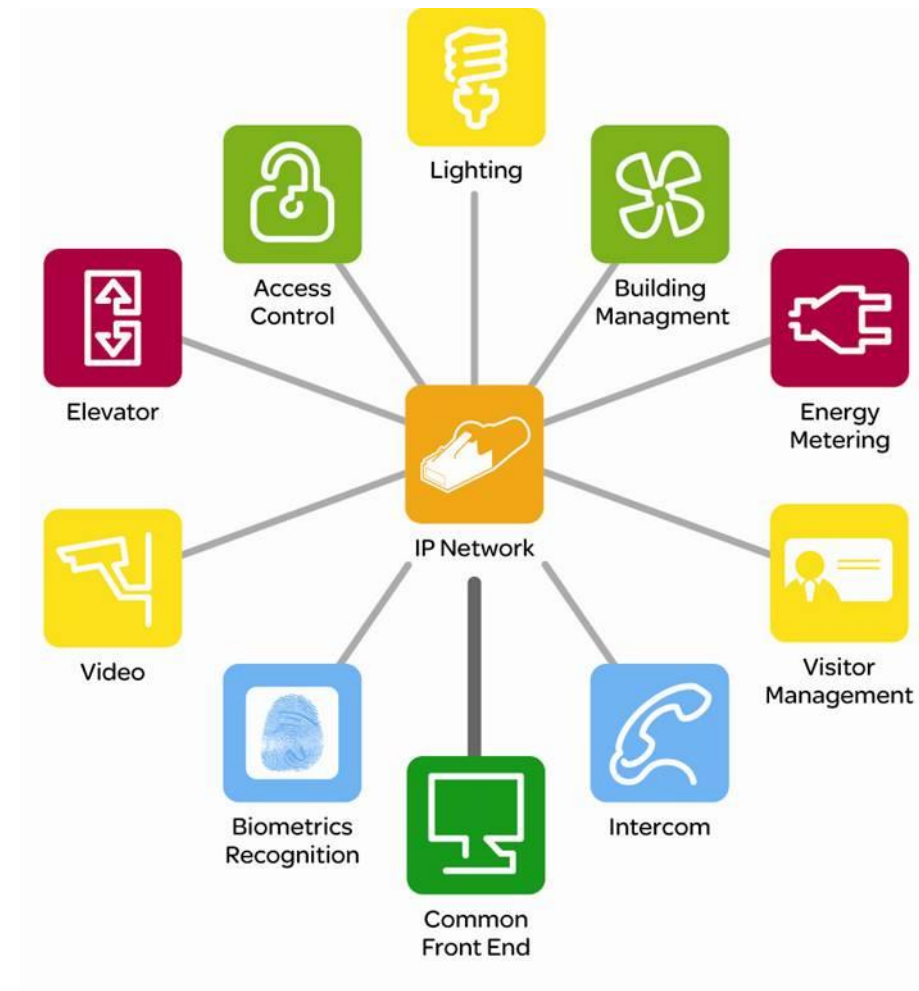 Lighting
Access
Control
Building
Managment
Elevator
Energy
Metering
IP Network
Video
Visitor
Management
Biometrics
Recognition
Intercom
Common
Front End